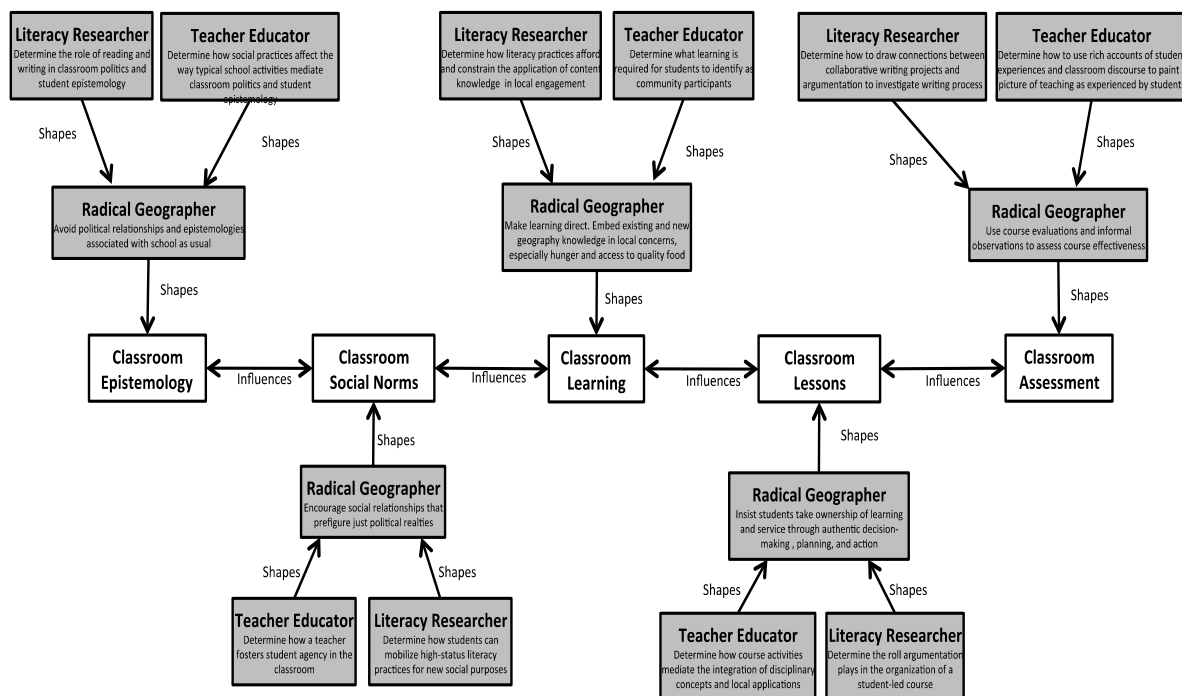 Literacy Researcher
Determine the role of reading and
writing in classroom politics and
student epistemology
Teacher Educator
Determine how social practices affect the
way typical school activities mediate
classroom politics and student
epistemology
Shapes
Shapes
Radical Geographer
Avoid political relationships and epistemologies
associated with school as usual
Shapes
Literacy Researcher
Determine how literacy practices afford
and constrain the application of content
knowledge in local engagement
Teacher Educator
Determine what learning is
required for students to identify as
community participants
Shapes
Shapes
Radical Geographer
Make learning direct. Embed existing and new
geography knowledge in local concerns,
especially hunger and access to quality food
Shapes
Literacy Researcher
Determine how to draw connections between
collaborative writing projects and
argumentation to investigate writing process
Teacher Educator
Determine how to use rich accounts of student
experiences and classroom discourse to paint
picture of teaching as experienced by student
Shapes
Shapes
Radical Geographer
Use course evaluations and informal
observations to assess course effectiveness
Shapes
Classroom
Epistemology
Influences
Classroom
Social Norms
Influences
Classroom
Learning
Influences
Classroom
Lessons
Influences
Classroom
Assessment
Shapes
Radical Geographer
Encourage social relationships that
prefigure just political realties
Shapes
Shapes
Teacher Educator
Determine how a teacher
fosters student agency in the
classroom
Literacy Researcher
Determine how students can
mobilize high-status literacy
practices for new social purposes
Shapes
Radical Geographer
Insist students take ownership of learning
and service through authentic decision-
making , planning, and action
Shapes
Shapes
Teacher Educator
Determine how course activities
mediate the integration of disciplinary
concepts and local applications
Literacy Researcher
Determine the roll argumentation
plays in the organization of a
student-led course